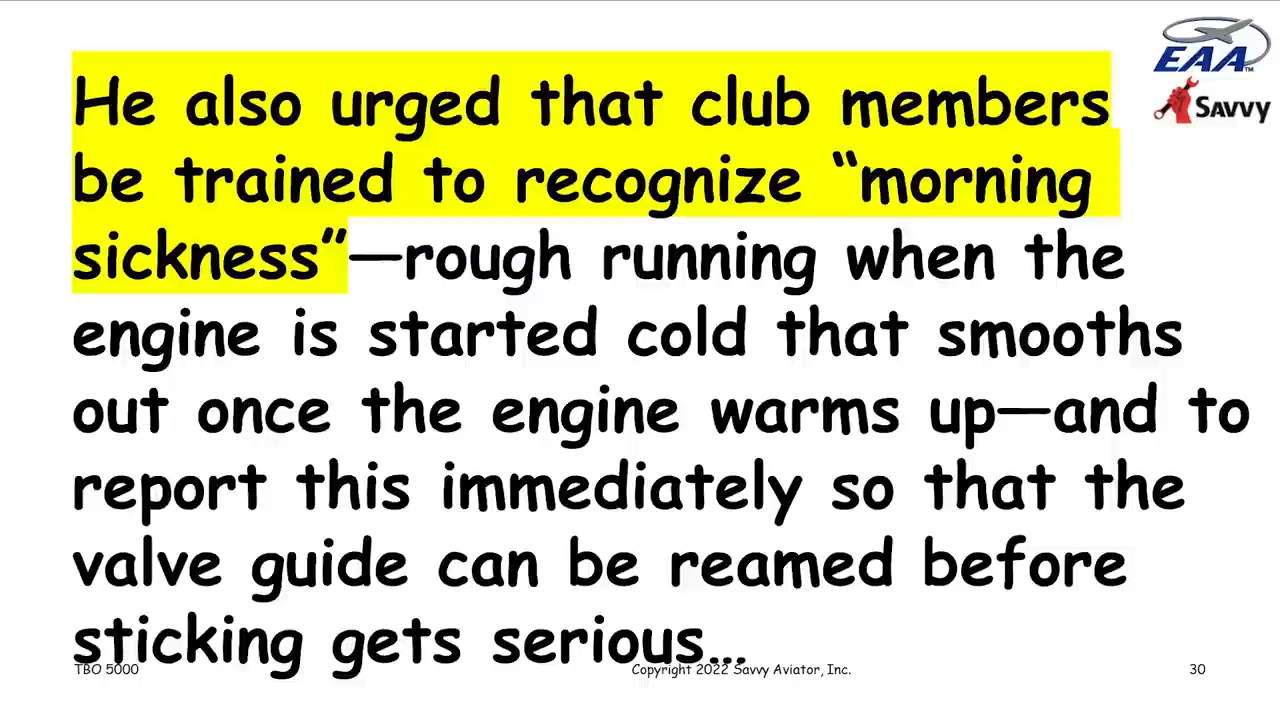 He also urged that club members
be trained to recognize “morning
sickness”—rough running when the
engine is started cold that smooths
out once the engine warms up—and to
report this immediately so that the
valve guide can be reamed before
sticking gets serious…
EAA™
Savvy
TBO 5000
Copyright 2022 Savvy Aviator, Inc.
30